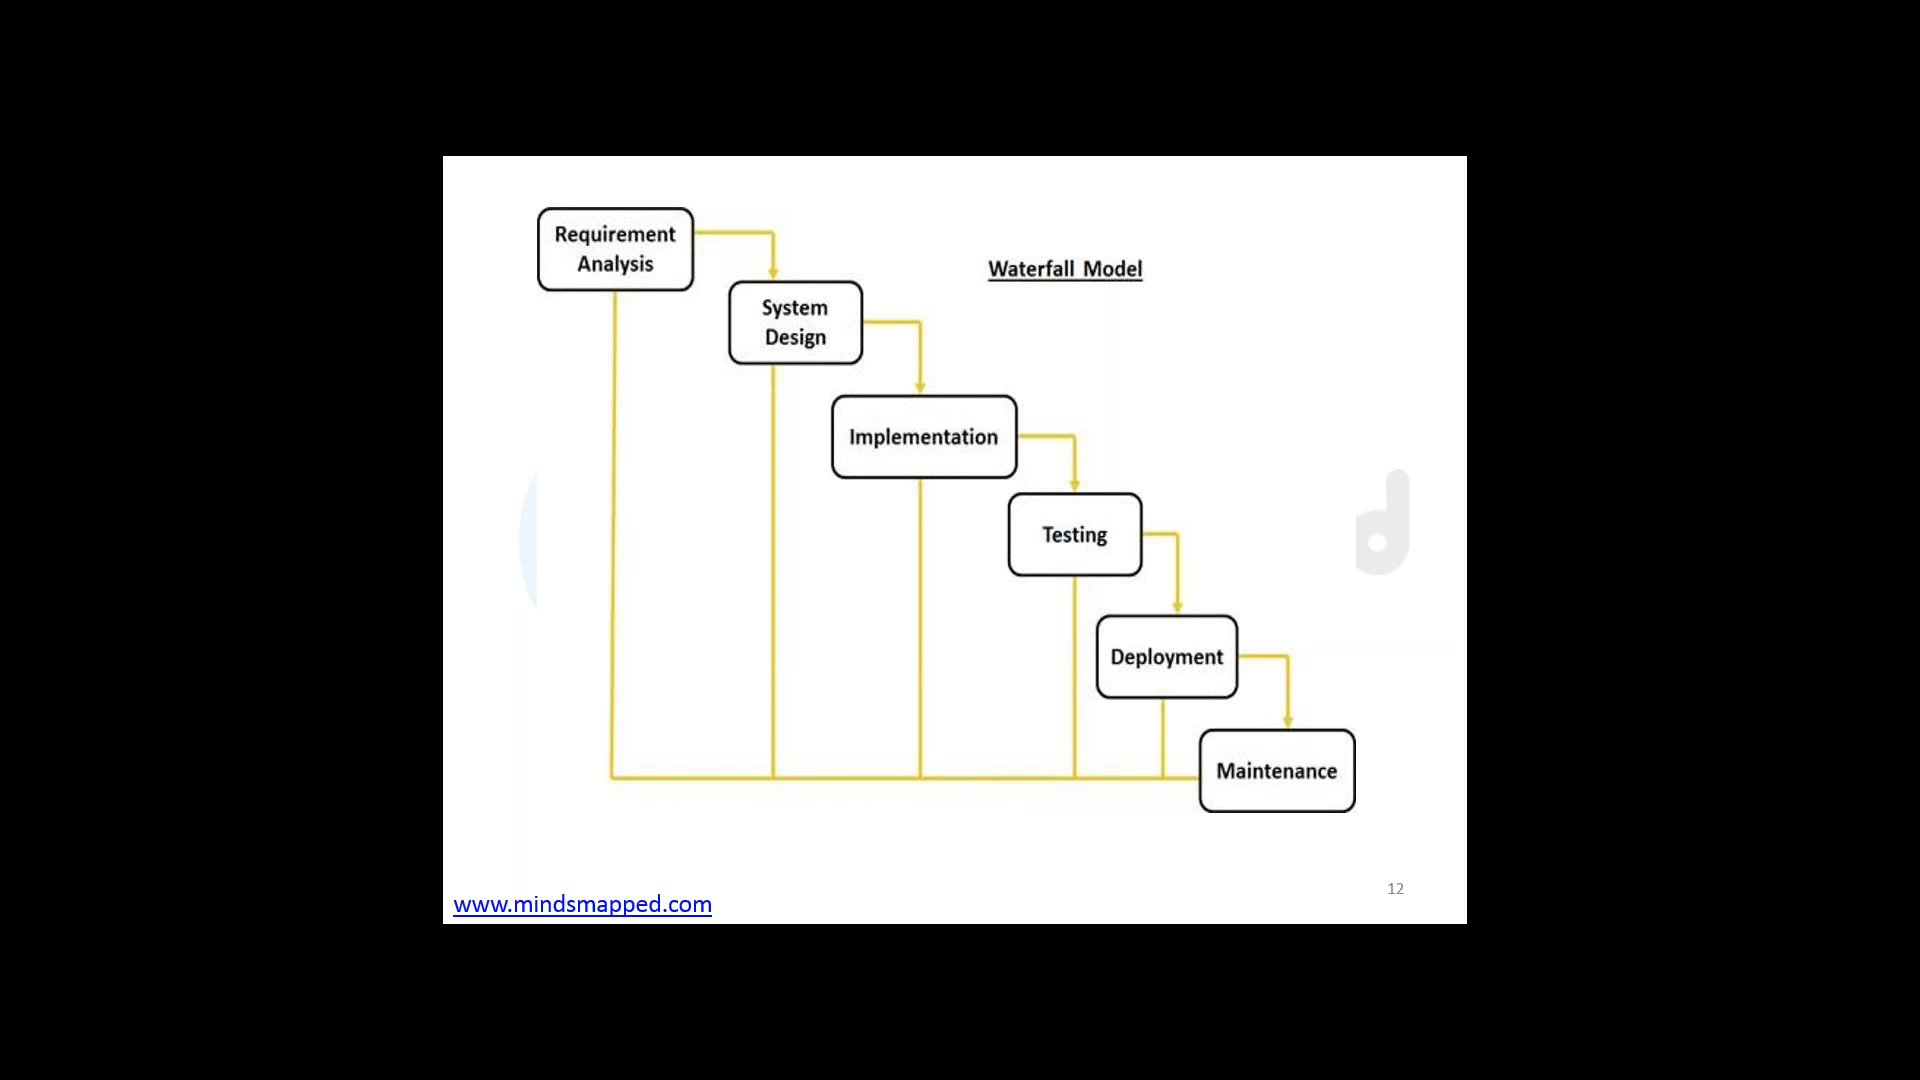 Requirement
Analysis
Waterfall Model
System
Design
Implementation
Testing
Deployment
Maintenance
12
www.mindsmapped.com